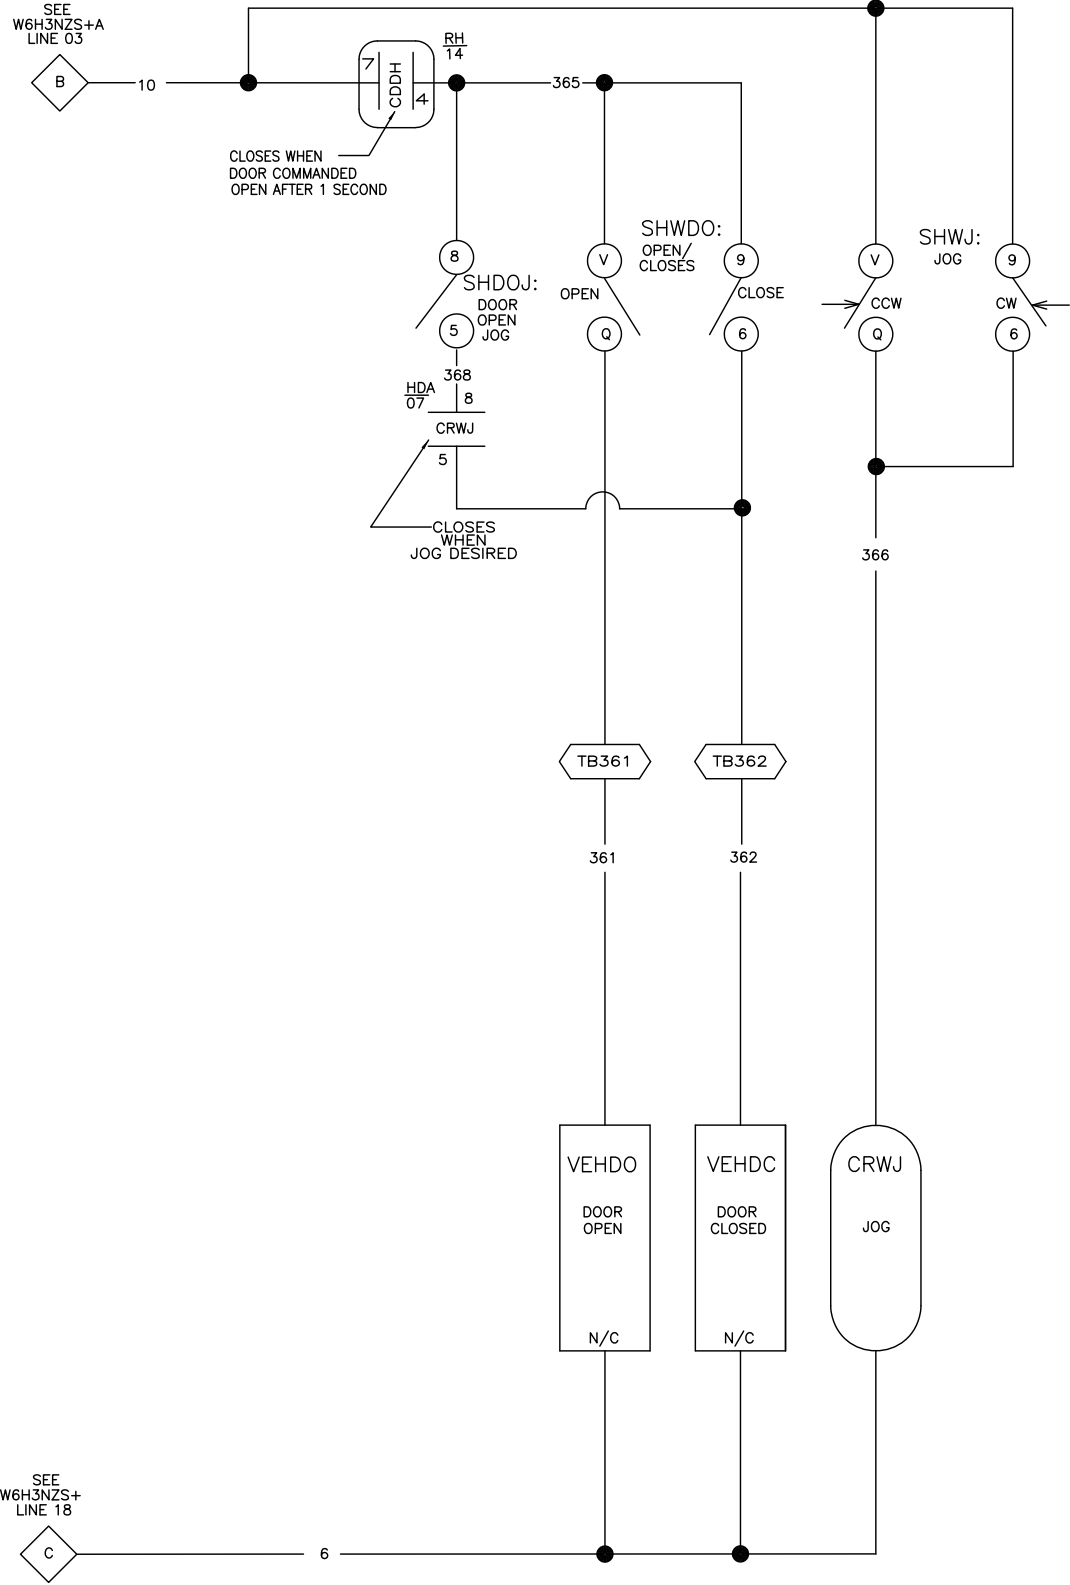 SEE
W6H3NZS+A
LINE 03
B
10
7
CDDH
4
RH
14
365
CLOSES WHEN
DOOR COMMANDED
OPEN AFTER 1 SECOND
8
SHDOJ:
DOOR
OPEN
JOG
5
368
HDA
07
8
CRWJ
5
CLOSES
WHEN
JOG DESIRED
V
OPEN
Q
SHWDO:
OPEN/
CLOSES
9
CLOSE
6
V
CCW
Q
SHWJ:
JOG
9
CW
6
366
TB361
TB362
361
362
VEHDO
DOOR
OPEN
N/C
VEHDC
DOOR
CLOSED
N/C
CRWJ
JOG
SEE
W6H3NZS+
LINE 18
C
6